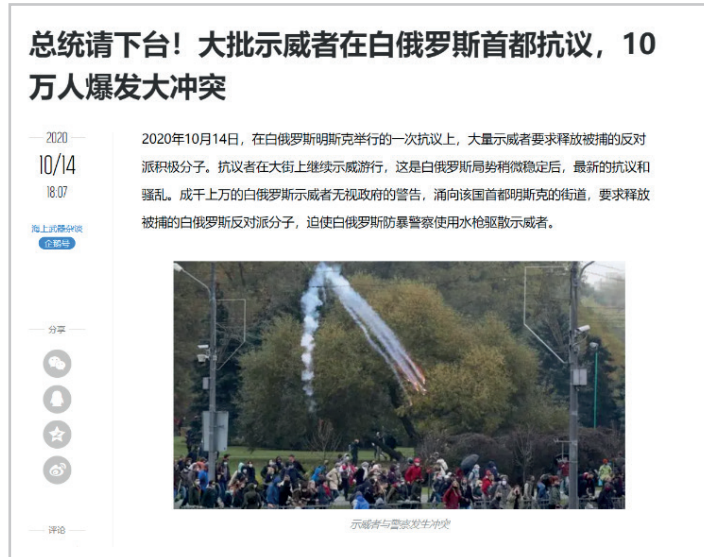 总统请下台！大批示威者在白俄罗斯首都抗议，10
万人爆发大冲突
2020
10/14
18:07
海上武器杂谈
企鹅号
分享
评论
2020年10月14日，在白俄罗斯明斯克举行的一次抗议上，大量示威者要求释放被捕的反对
派积极分子。抗议者在大街上继续示威游行，这是白俄罗斯局势稍微稳定后，最新的抗议和
骚乱。成千上万的白俄罗斯示威者无视政府的警告，涌向该国首都明斯克的街道，要求释放
被捕的白俄罗斯反对派分子，迫使白俄罗斯防暴警察使用水枪驱散示威者。
示威者与警察发生冲突